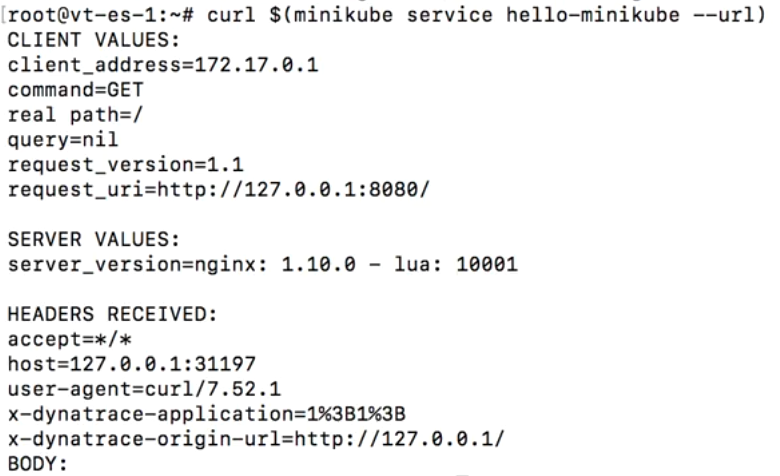 [root@vt-es-1:~# curl $(minikube service hello-minikube --url)
CLIENT VALUES:
client_address=172.17.0.1
command=GET
real path=/
query=nil
request_version=1.1
request_uri=http://127.0.0.1:8080/

SERVER VALUES:
server_version=nginx: 1.10.0 - lua: 10001

HEADERS RECEIVED:
accept=*/*
host=127.0.0.1:31197
user-agent=curl/7.52.1
x-dynatrace-application=1%3B1%3B
x-dynatrace-origin-url=http://127.0.0.1/
BODY: